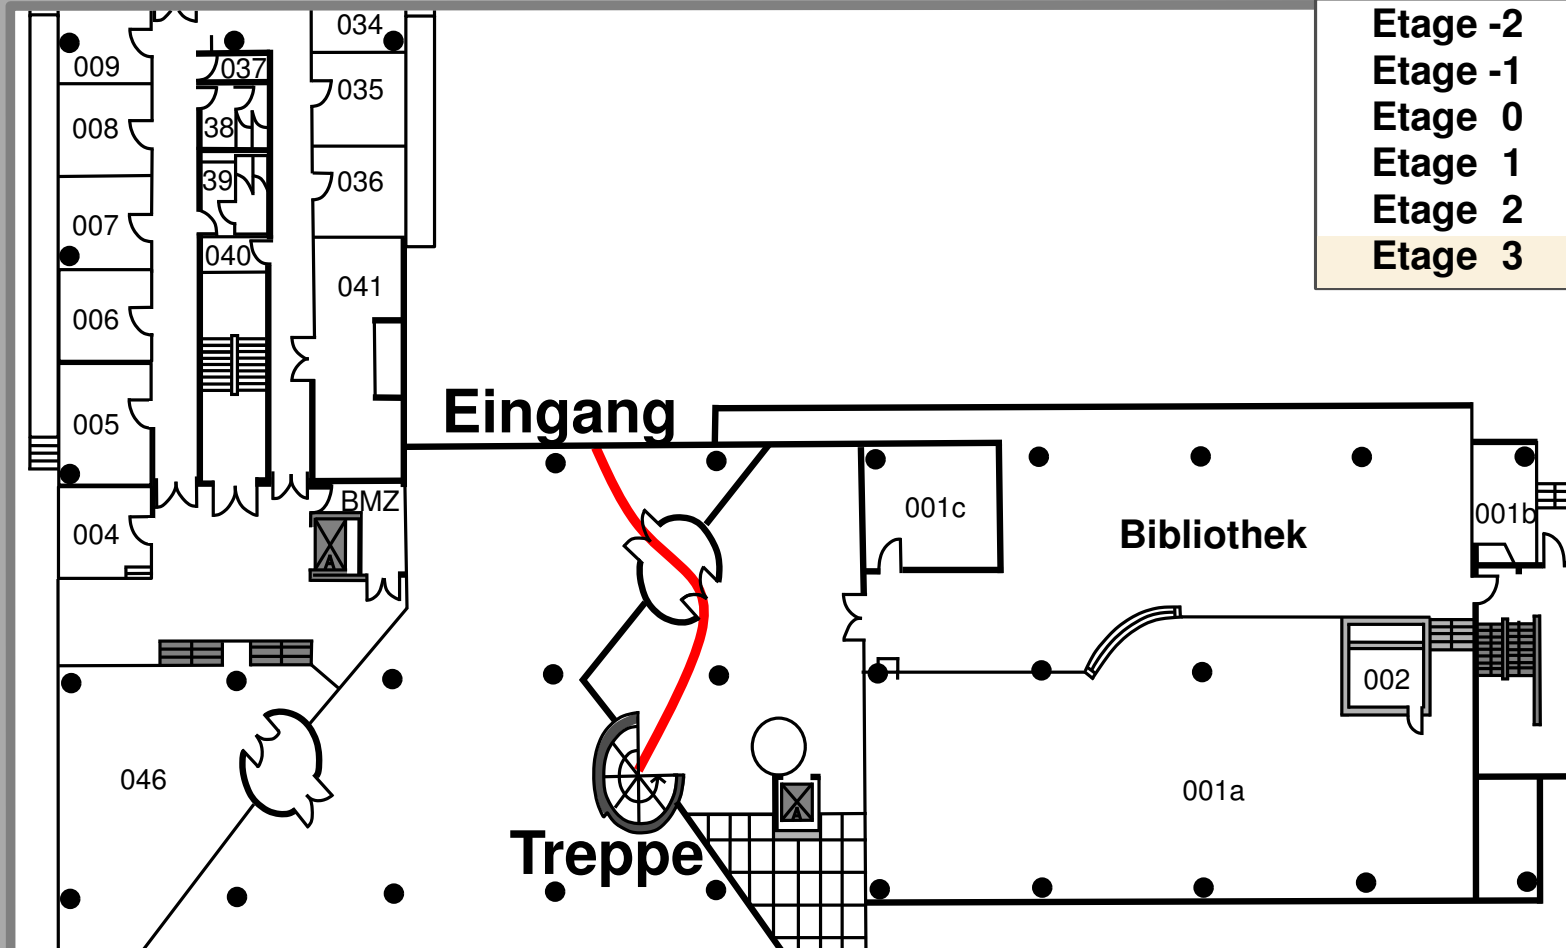 034
009
037
035
008
38
39
036
007
040
041
006
005
Eingang
BMZ
004
001c
Bibliothek
001b
002
046
001a
A
A
Treppe
Etage -2
Etage -1
Etage 0
Etage 1
Etage 2
Etage 3